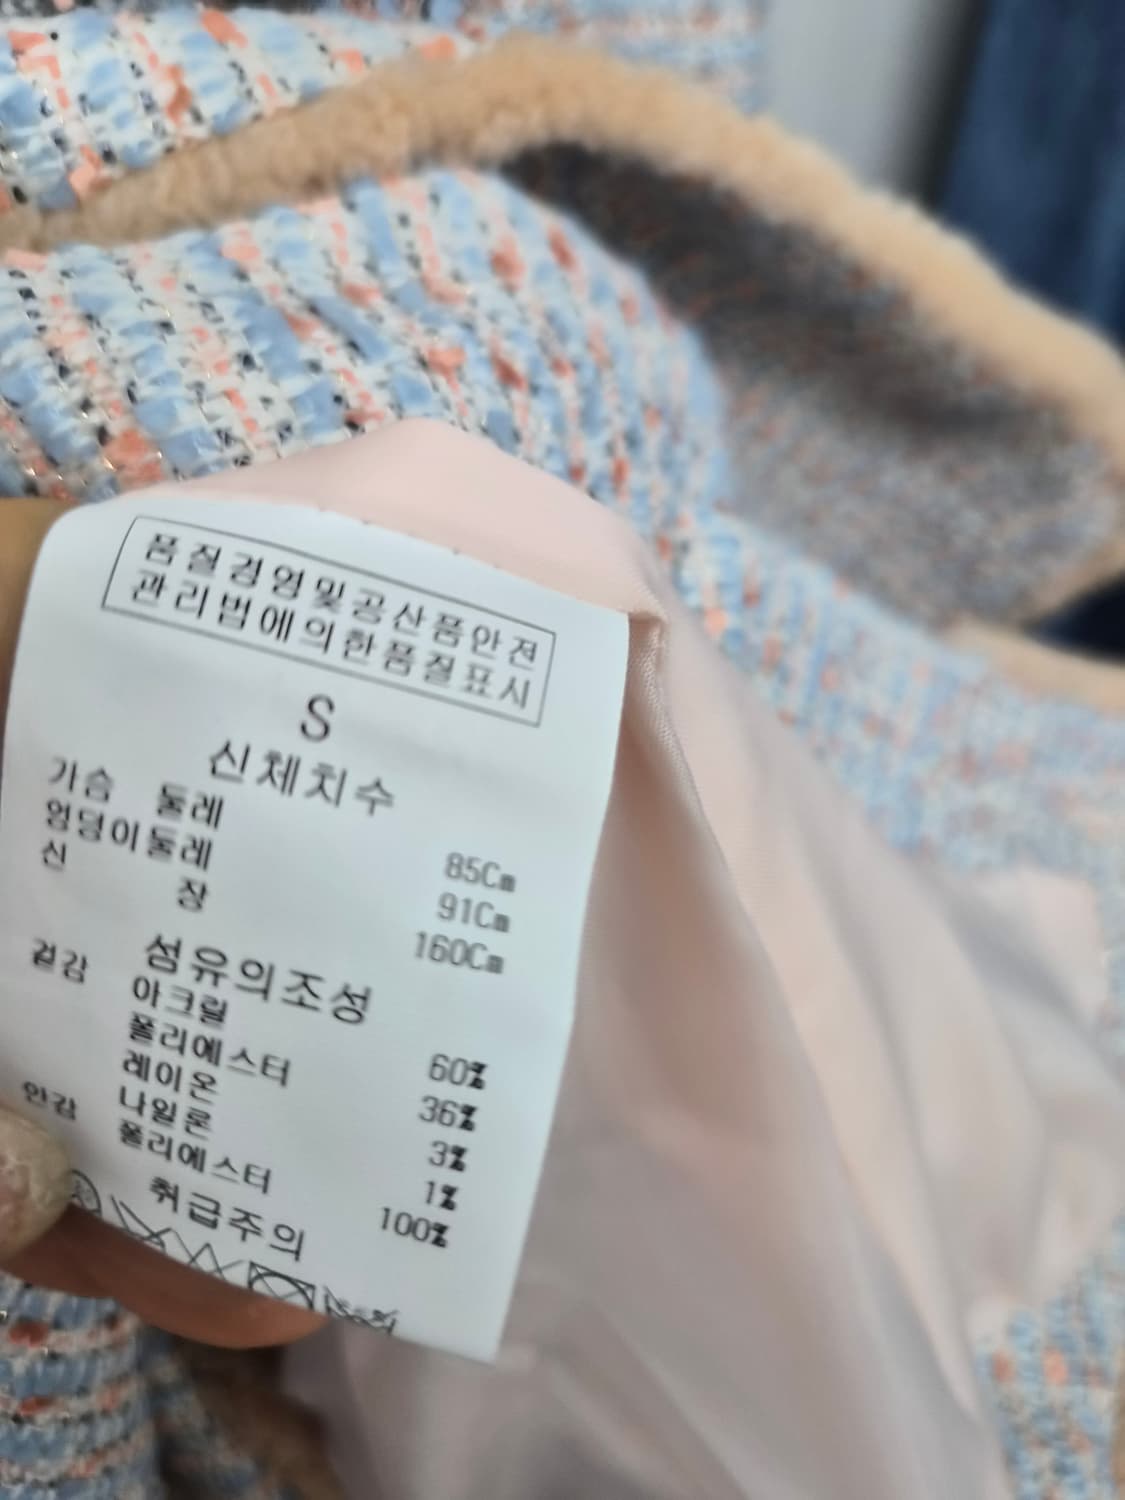 품질경영및공산품안전
관리법에의한품질표시
S
신체치수
가슴 둘레 85Cm
엉덩이둘레 91Cm
신 장 160Cm
섬유의조성
겉감 아크릴 60%
폴리에스터 36%
레이온 3%
나일론 1%
안감 폴리에스터 100%
취급주의